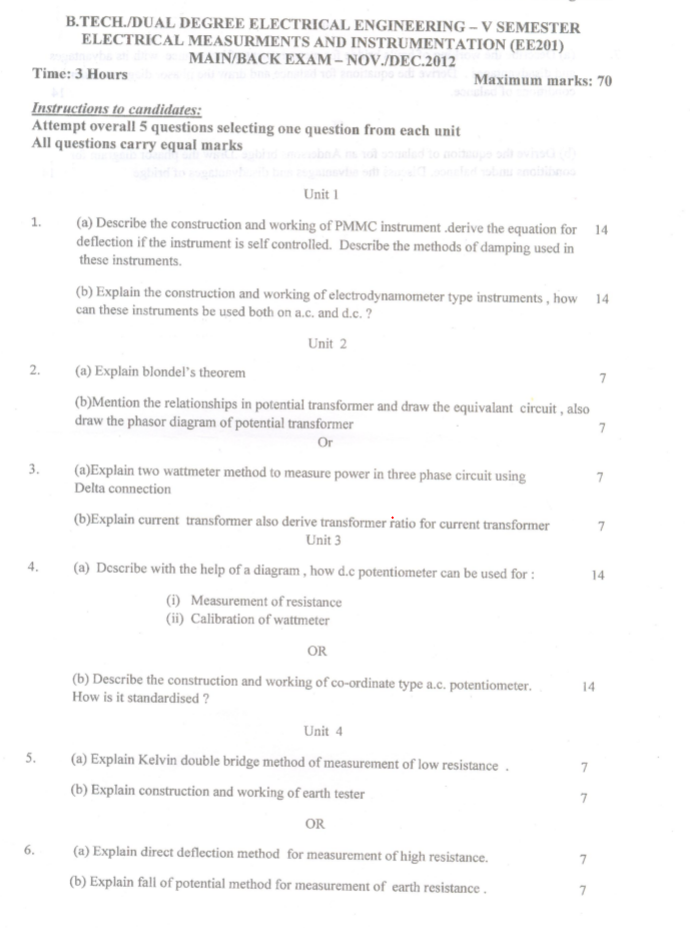 B.TECH./DUAL DEGREE ELECTRICAL ENGINEERING – V SEMESTER
ELECTRICAL MEASURMENTS AND INSTRUMENTATION (EE201)
MAIN/BACK EXAM – NOV./DEC.2012
Time: 3 Hours
Maximum marks: 70
Instructions to candidates:
Attempt overall 5 questions selecting one question from each unit
All questions carry equal marks
Unit 1
1. (a) Describe the construction and working of PMMC instrument .derive the equation for 14
deflection if the instrument is self controlled. Describe the methods of damping used in
these instruments.
(b) Explain the construction and working of electrodynamometer type instruments , how 14
can these instruments be used both on a.c. and d.c. ?
Unit 2
2. (a) Explain blondel's theorem 7
(b)Mention the relationships in potential transformer and draw the equivalant circuit , also
draw the phasor diagram of potential transformer 7
Or
3. (a)Explain two wattmeter method to measure power in three phase circuit using 7
Delta connection
(b)Explain current transformer also derive transformer ratio for current transformer 7
Unit 3
4. (a) Describe with the help of a diagram , how d.c potentiometer can be used for : 14
(i) Measurement of resistance
(ii) Calibration of wattmeter
OR
(b) Describe the construction and working of co-ordinate type a.c. potentiometer. 14
How is it standardised ?
Unit 4
5. (a) Explain Kelvin double bridge method of measurement of low resistance . 7
(b) Explain construction and working of earth tester 7
OR
6. (a) Explain direct deflection method for measurement of high resistance. 7
(b) Explain fall of potential method for measurement of earth resistance . 7